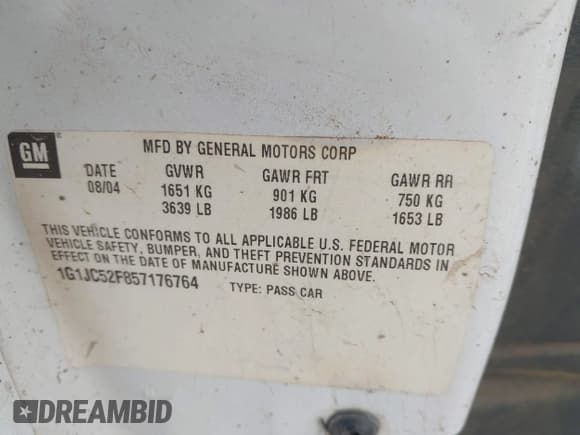 GM
MFD BY GENERAL MOTORS CORP
DATE GVWR GAWR FRT GAWR RR
08/04 1651 KG 901 KG 750 KG
3639 LB 1986 LB 1653 LB
THIS VEHICLE CONFORMS TO ALL APPLICABLE U.S. FEDERAL MOTOR
VEHICLE SAFETY, BUMPER, AND THEFT PREVENTION STANDARDS IN
EFFECT ON THE DATE OF MANUFACTURE SHOWN ABOVE.
1G1JC52F857176764 TYPE: PASS CAR
DREAMBID